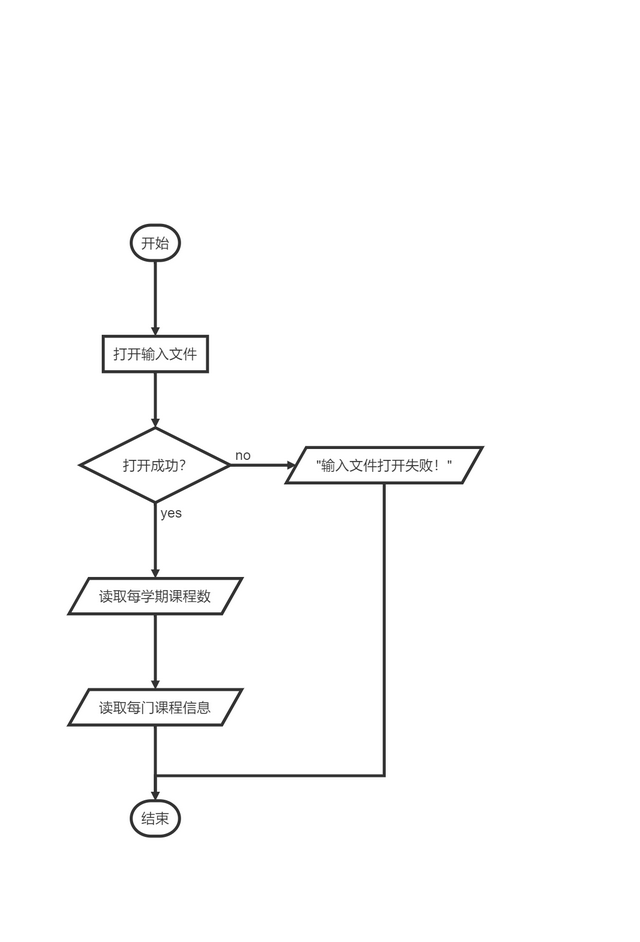 开始
打开输入文件
打开成功？
no
"输入文件打开失败！"
yes
读取每学期课程数
读取每门课程信息
结束